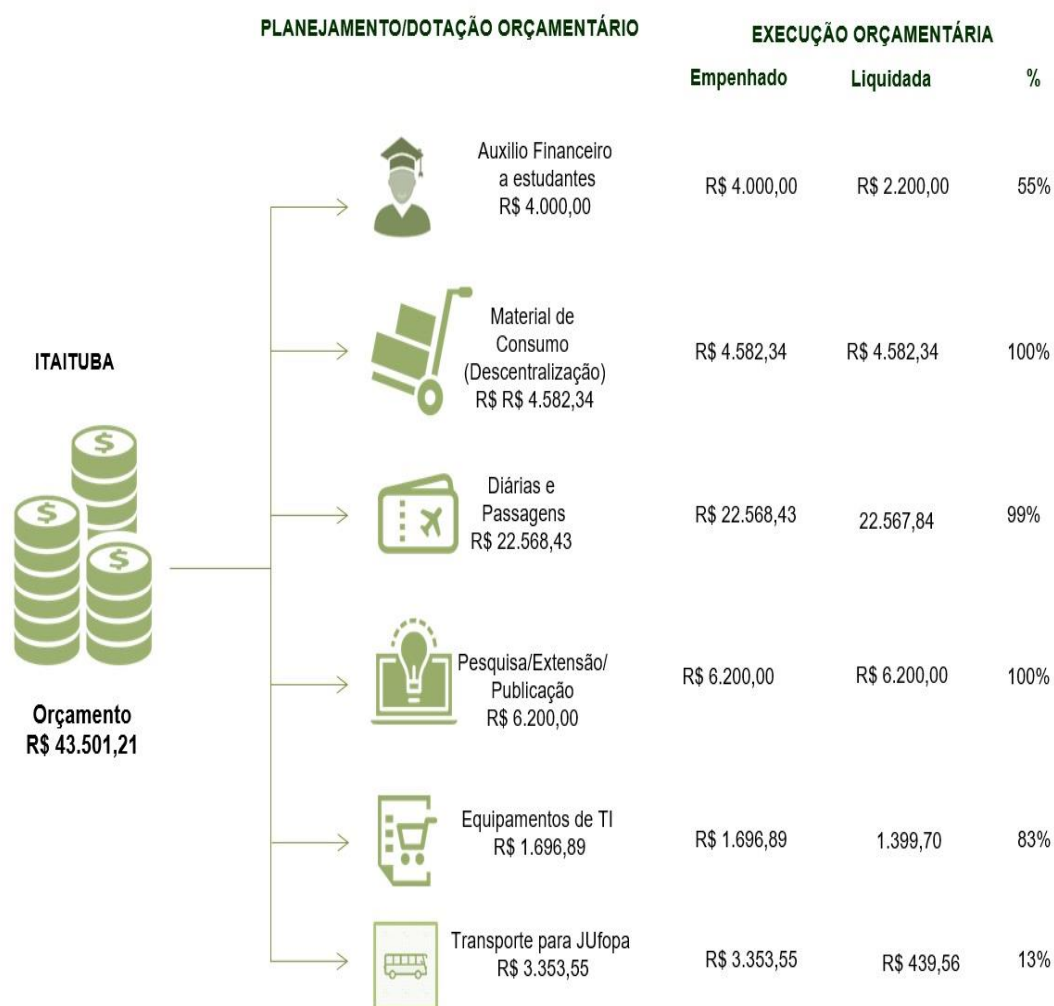 PLANEJAMENTO/DOTAÇÃO ORÇAMENTÁRIO
EXECUÇÃO ORÇAMENTÁRIA
Empenhado Liquidada %
Auxilio Financeiro
a estudantes
R$ 4.000,00
R$ 4.000,00 R$ 2.200,00 55%
Material de
Consumo
(Descentralização)
R$ R$ 4.582,34
R$ 4.582,34 R$ 4.582,34 100%
ITAITUBA
Diárias e
Passagens
R$ 22.568,43
R$ 22.568,43 22.567,84 99%
Pesquisa/Extensão/
Publicação
R$ 6.200,00
R$ 6.200,00 R$ 6.200,00 100%
Orçamento
R$ 43.501,21
Equipamentos de TI
R$ 1.696,89
R$ 1.696,89 1.399,70 83%
Transporte para JUfopa
R$ 3.353,55
R$ 3.353,55 R$ 439,56 13%